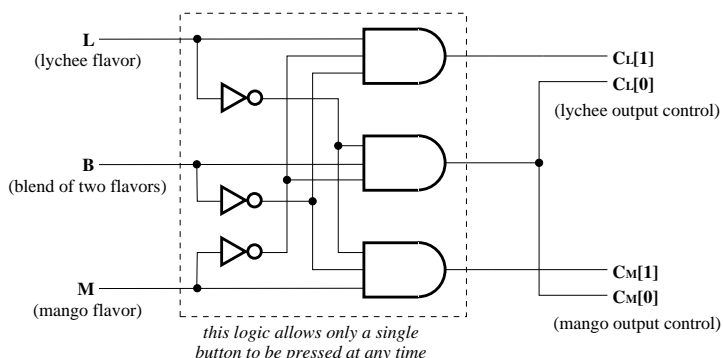 L
(lychee flavor)
CL[1]
CL[0]
(lychee output control)
B
(blend of two flavors)
M
(mango flavor)
CM[1]
CM[0]
(mango output control)
this logic allows only a single
button to be pressed at any time